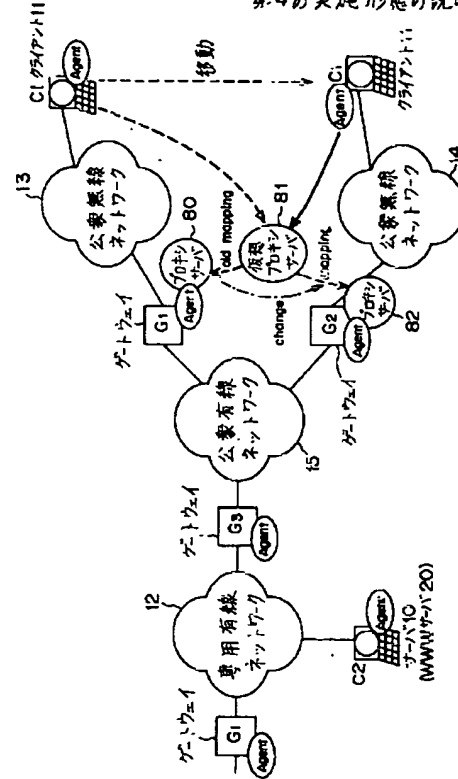 第4の実施形態の説
C1 クライアント11
Agent
移動
Agent
Ci
クライアント11
13
公衆無線
ネットワーク
80
プロキシ
サーバ
old mapping
81
仮想
プロキシ
サーバ
change
mapping
14
公衆無線
ネットワーク
ゲートウェイ
G1
Agent
G2
Agent
プロキシ
サーバ
82
ゲートウェイ
公衆有線
ネットワーク
15
ゲートウェイ
G3
Agent
12
専用有線
ネットワーク
ゲートウェイ
G1
Agent
C2
Agent
サーバ10
(WWWサーバ20)